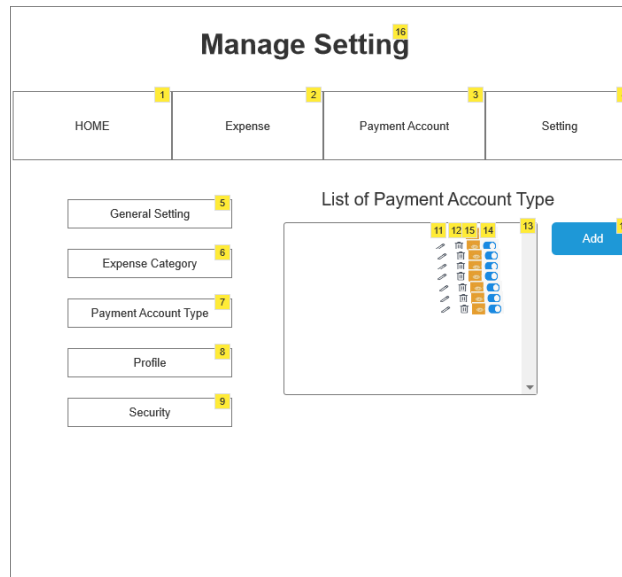 Manage Setting
16
1
2
3
HOME
Expense
Payment Account
Setting
List of Payment Account Type
5
General Setting
11
12
15
14
13
Add
6
Expense Category
7
Payment Account Type
8
Profile
9
Security